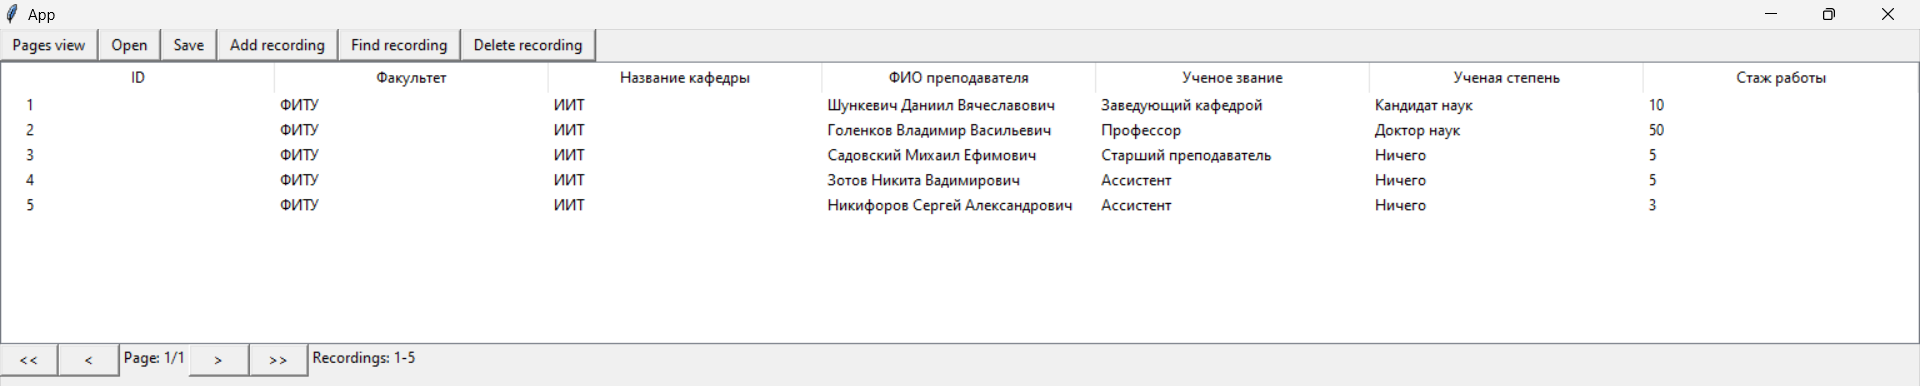 App
Pages view Open Save Add recording Find recording Delete recording
ID Факультет Название кафедры ФИО преподавателя Ученое звание Ученая степень Стаж работы
1 ФИТУ ИИТ Шункевич Даниил Вячеславович Заведующий кафедрой Кандидат наук 10
2 ФИТУ ИИТ Голенков Владимир Васильевич Профессор Доктор наук 50
3 ФИТУ ИИТ Садовский Михаил Ефимович Старший преподаватель Ничего 5
4 ФИТУ ИИТ Зотов Никита Вадимирович Ассистент Ничего 5
5 ФИТУ ИИТ Никифоров Сергей Александрович Ассистент Ничего 3
<< < Page: 1/1 > >> Recordings: 1-5